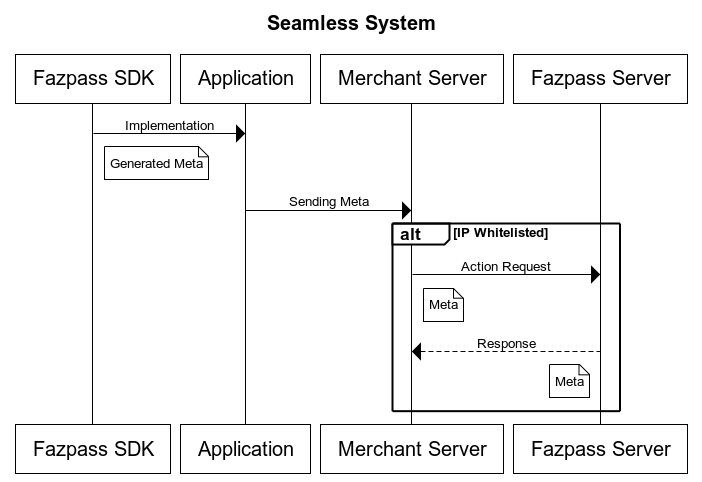 Seamless System
Fazpass SDK
Application
Merchant Server
Fazpass Server
Implementation
Generated Meta
Sending Meta
alt
[IP Whitelisted]
Action Request
Meta
Response
Meta
Fazpass SDK
Application
Merchant Server
Fazpass Server